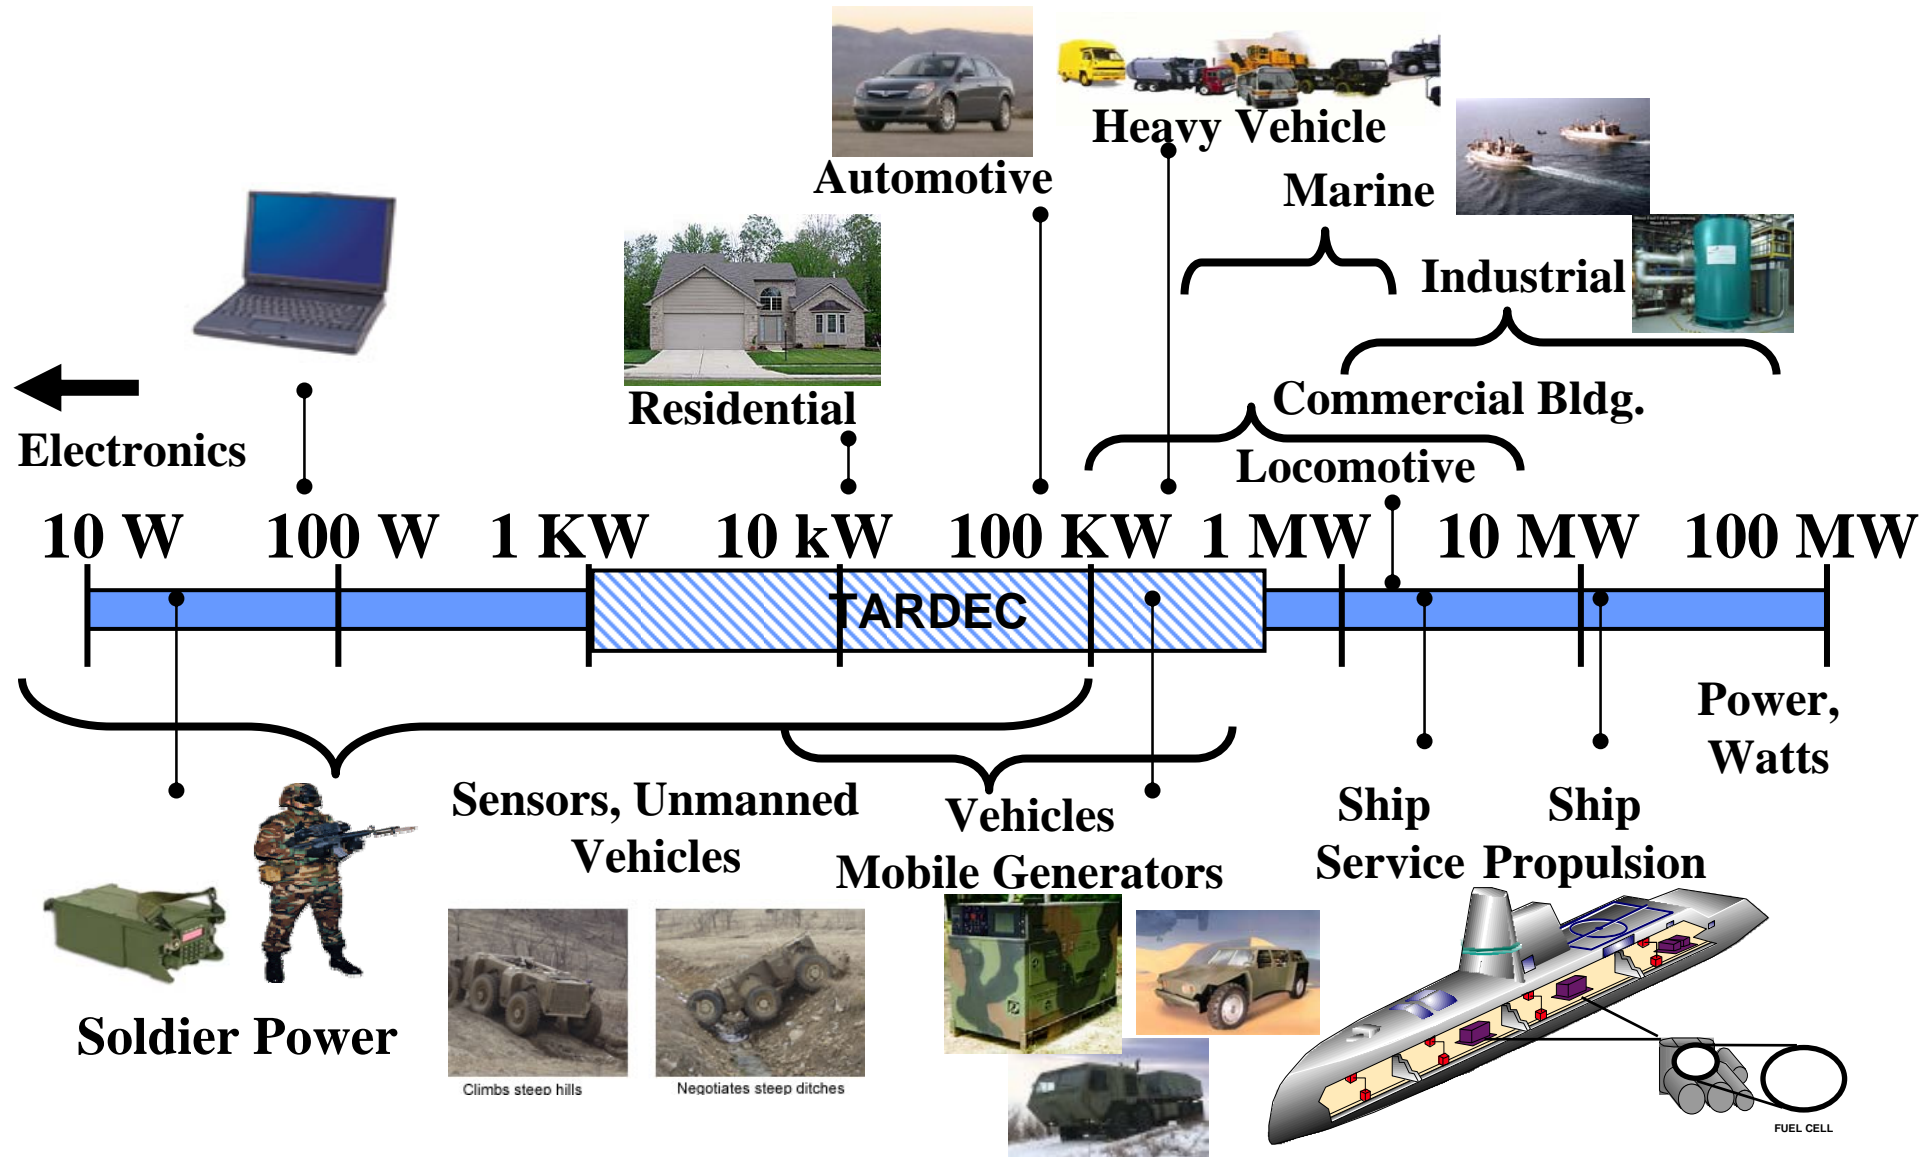 Heavy Vehicle
Automotive
Marine
Industrial
Residential
Commercial Bldg.
Electronics
Locomotive
10 W
100 W
1 KW
10 kW
100 KW
1 MW
10 MW
100 MW
TARDEC
Power,
Watts
Sensors, Unmanned
Vehicles
Vehicles
Mobile Generators
Ship
Service
Ship
Propulsion
Soldier Power
Climbs steep hills
Negotiates steep ditches
FUEL CELL